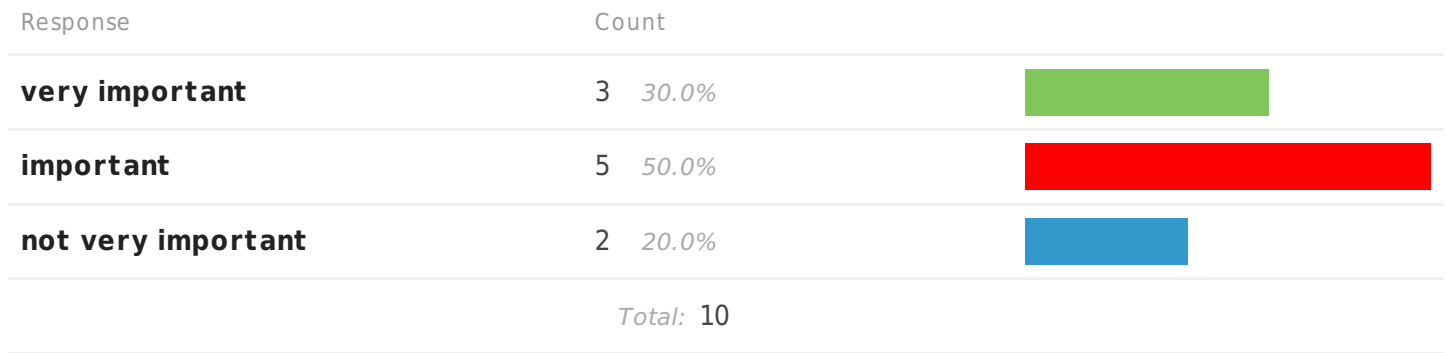 Response Count
very important 3 30.0%
important 5 50.0%
not very important 2 20.0%
Total: 10